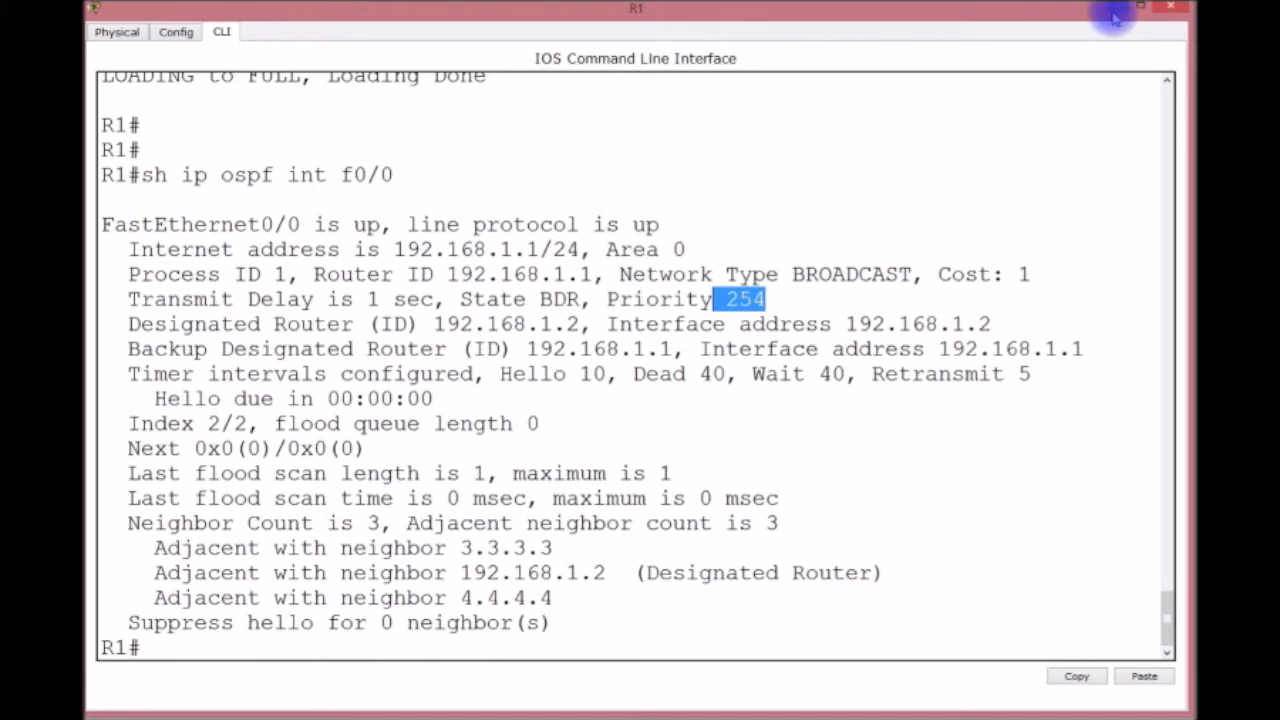 R1
Physical Config CLI
IOS Command Line Interface
LOADING to FULL, Loading Done
R1#
R1#
R1#sh ip ospf int f0/0
FastEthernet0/0 is up, line protocol is up
Internet address is 192.168.1.1/24, Area 0
Process ID 1, Router ID 192.168.1.1, Network Type BROADCAST, Cost: 1
Transmit Delay is 1 sec, State BDR, Priority 254
Designated Router (ID) 192.168.1.2, Interface address 192.168.1.2
Backup Designated Router (ID) 192.168.1.1, Interface address 192.168.1.1
Timer intervals configured, Hello 10, Dead 40, Wait 40, Retransmit 5
Hello due in 00:00:00
Index 2/2, flood queue length 0
Next 0x0(0)/0x0(0)
Last flood scan length is 1, maximum is 1
Last flood scan time is 0 msec, maximum is 0 msec
Neighbor Count is 3, Adjacent neighbor count is 3
Adjacent with neighbor 3.3.3.3
Adjacent with neighbor 192.168.1.2 (Designated Router)
Adjacent with neighbor 4.4.4.4
Suppress hello for 0 neighbor(s)
R1#
Copy Paste